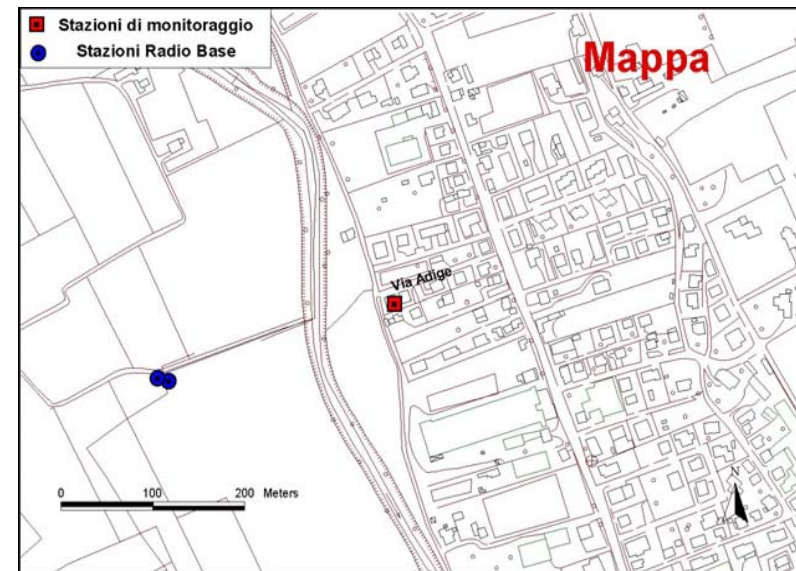 Stazioni di monitoraggio
Stazioni Radio Base
Mappa
Via Adige
0 100 200 Meters
N